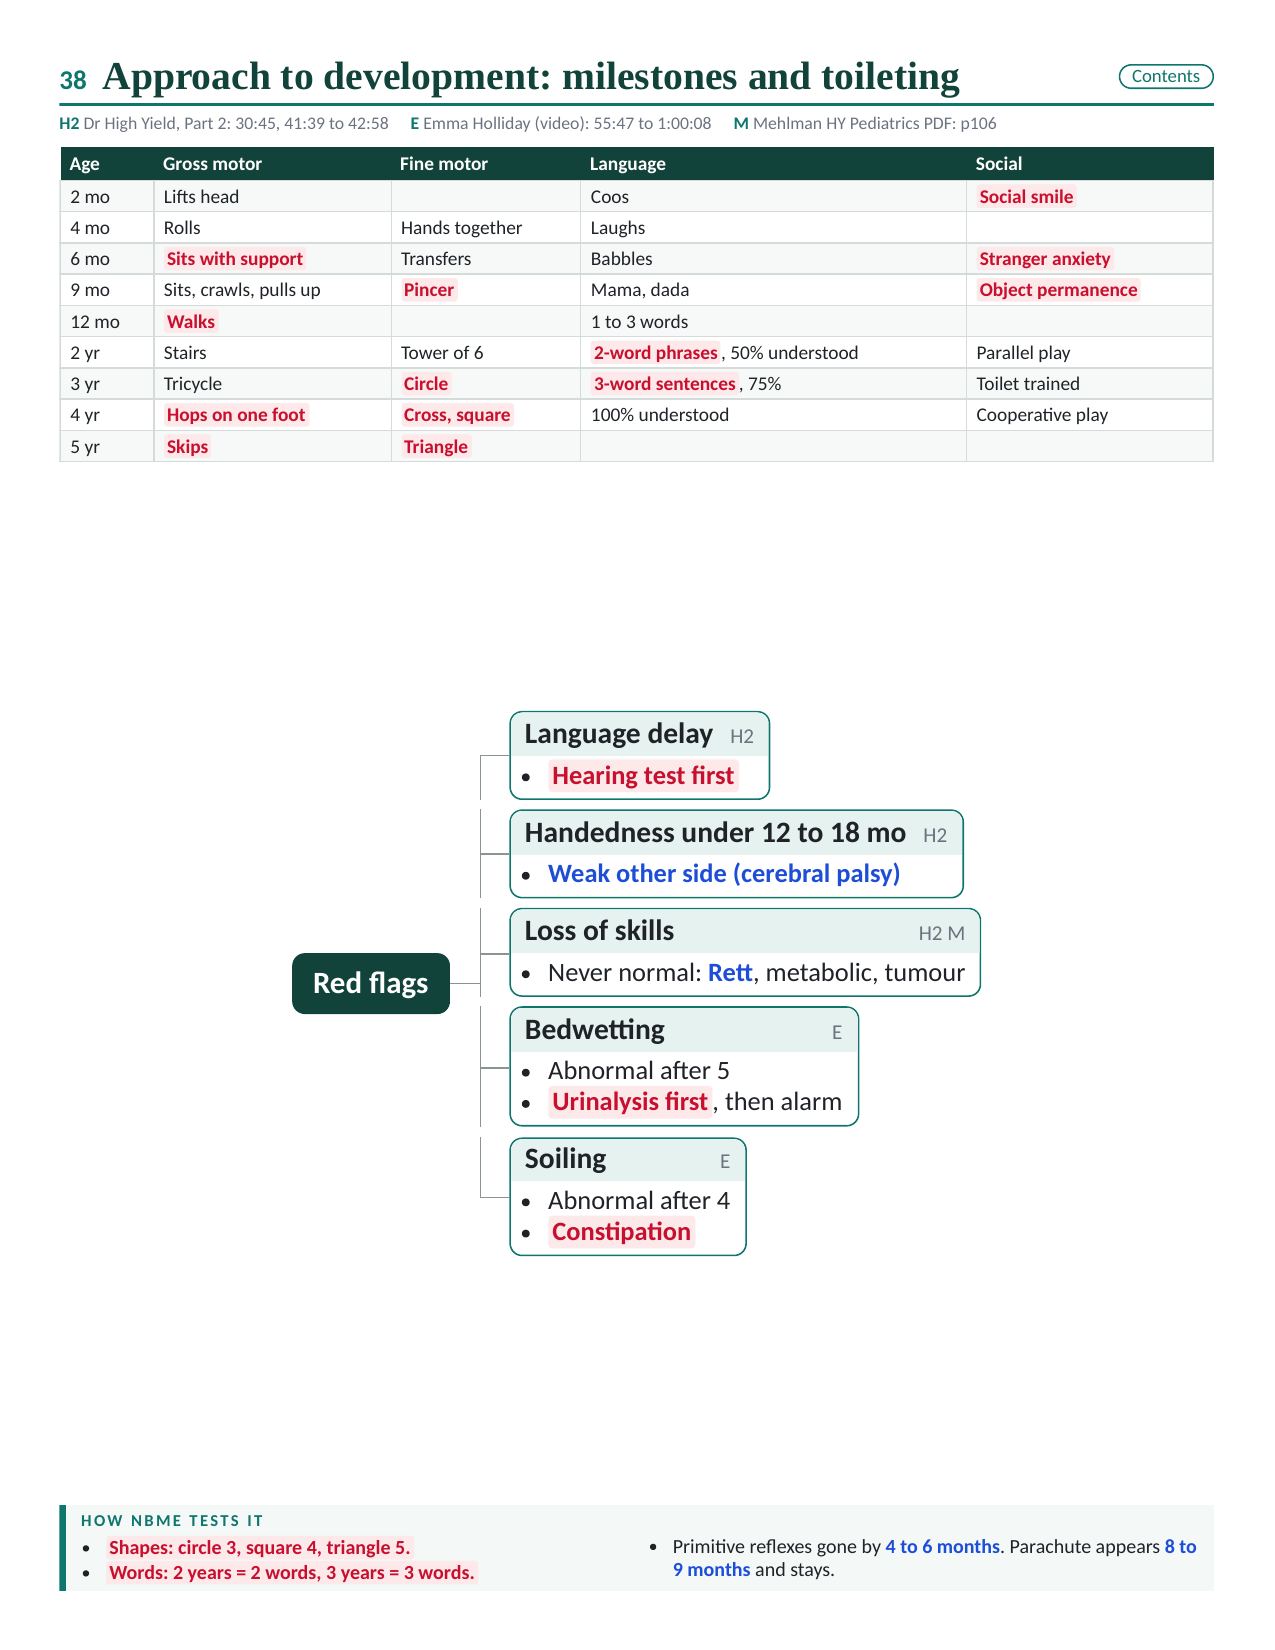 38 Approach to development: milestones and toileting
Contents
H2 Dr High Yield, Part 2: 30:45, 41:39 to 42:58 E Emma Holliday (video): 55:47 to 1:00:08 M Mehlman HY Pediatrics PDF: p106
Age Gross motor Fine motor Language Social
2 mo Lifts head Coos Social smile
4 mo Rolls Hands together Laughs
6 mo Sits with support Transfers Babbles Stranger anxiety
9 mo Sits, crawls, pulls up Pincer Mama, dada Object permanence
12 mo Walks 1 to 3 words
2 yr Stairs Tower of 6 2-word phrases, 50% understood Parallel play
3 yr Tricycle Circle 3-word sentences, 75% Toilet trained
4 yr Hops on one foot Cross, square 100% understood Cooperative play
5 yr Skips Triangle
Red flags
Language delay H2
• Hearing test first
Handedness under 12 to 18 mo H2
• Weak other side (cerebral palsy)
Loss of skills H2 M
• Never normal: Rett, metabolic, tumour
Bedwetting E
• Abnormal after 5
• Urinalysis first, then alarm
Soiling E
• Abnormal after 4
• Constipation
HOW NBME TESTS IT
• Shapes: circle 3, square 4, triangle 5.
• Words: 2 years = 2 words, 3 years = 3 words.
• Primitive reflexes gone by 4 to 6 months. Parachute appears 8 to
9 months and stays.